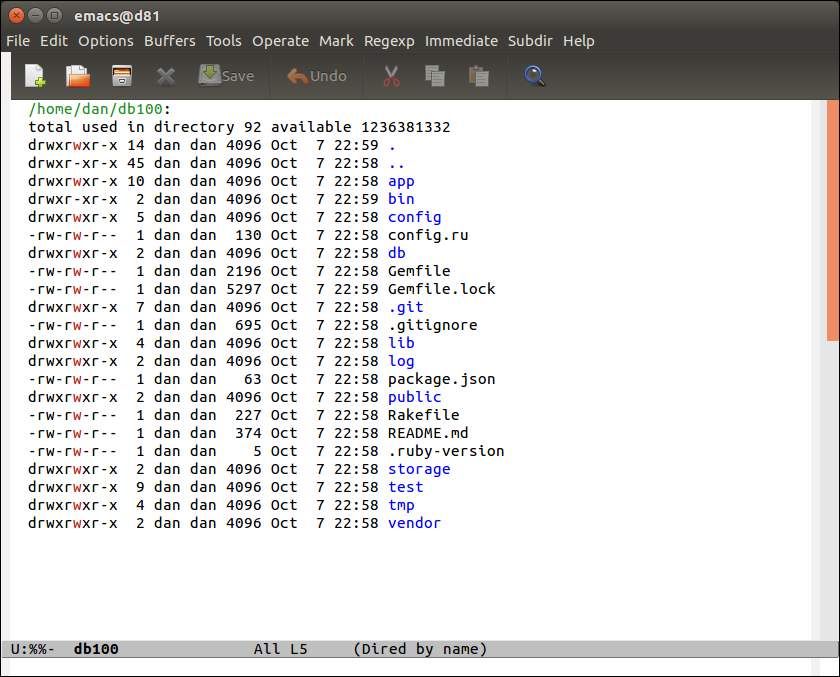 emacs@d81
File Edit Options Buffers Tools Operate Mark Regexp Immediate Subdir Help
Save Undo
/home/dan/db100:
total used in directory 92 available 1236381332
drwxrwxr-x 14 dan dan 4096 Oct  7 22:59 .
drwxr-xr-x 45 dan dan 4096 Oct  7 22:58 ..
drwxrwxr-x 10 dan dan 4096 Oct  7 22:58 app
drwxr-xr-x  2 dan dan 4096 Oct  7 22:59 bin
drwxrwxr-x  5 dan dan 4096 Oct  7 22:58 config
-rw-rw-r--  1 dan dan  130 Oct  7 22:58 config.ru
drwxrwxr-x  2 dan dan 4096 Oct  7 22:58 db
-rw-rw-r--  1 dan dan 2196 Oct  7 22:58 Gemfile
-rw-rw-r--  1 dan dan 5297 Oct  7 22:59 Gemfile.lock
drwxrwxr-x  7 dan dan 4096 Oct  7 22:58 .git
-rw-rw-r--  1 dan dan  695 Oct  7 22:58 .gitignore
drwxrwxr-x  4 dan dan 4096 Oct  7 22:58 lib
drwxrwxr-x  2 dan dan 4096 Oct  7 22:58 log
-rw-rw-r--  1 dan dan   63 Oct  7 22:58 package.json
drwxrwxr-x  2 dan dan 4096 Oct  7 22:58 public
-rw-rw-r--  1 dan dan  227 Oct  7 22:58 Rakefile
-rw-rw-r--  1 dan dan  374 Oct  7 22:58 README.md
-rw-rw-r--  1 dan dan    5 Oct  7 22:58 .ruby-version
drwxrwxr-x  2 dan dan 4096 Oct  7 22:58 storage
drwxrwxr-x  9 dan dan 4096 Oct  7 22:58 test
drwxrwxr-x  4 dan dan 4096 Oct  7 22:58 tmp
drwxrwxr-x  2 dan dan 4096 Oct  7 22:58 vendor
U:%%-  db100               All L5     (Dired by name)